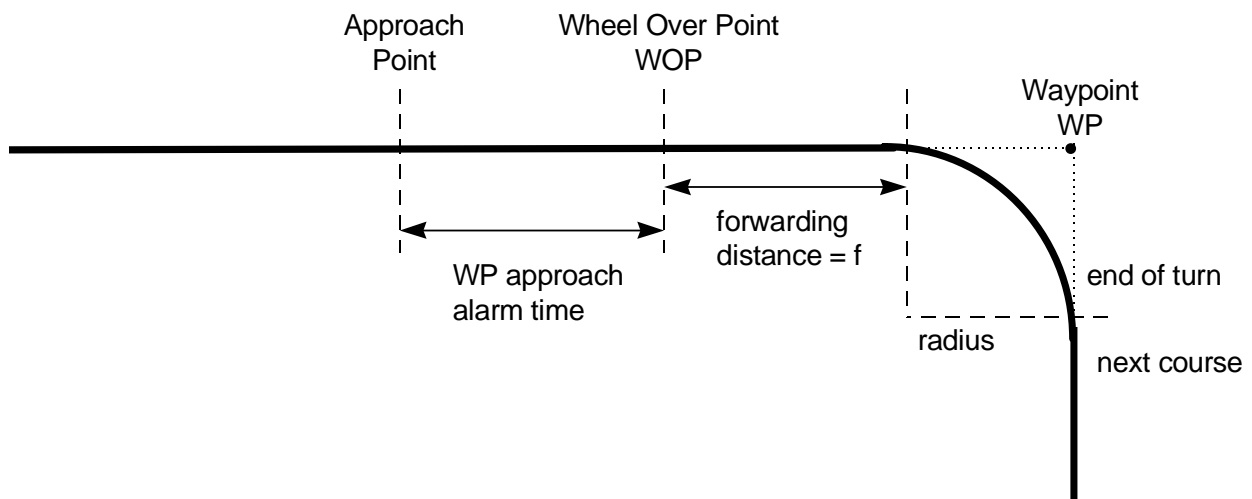 Approach
Point
Wheel Over Point
WOP
Waypoint
WP
forwarding
distance = f
WP approach
alarm time
end of turn
radius
next course